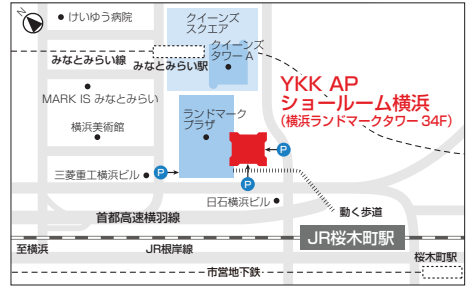 N
けいゆう病院
クイーンズ
スクエア
クイーンズ
タワーA
みなとみらい線
みなとみらい駅
MARK IS みなとみらい
横浜美術館
ランドマーク
プラザ
YKK AP
ショールーム横浜
(横浜ランドマークタワー 34F)
P
P
P
三菱重工横浜ビル
日石横浜ビル
動く歩道
首都高速横羽線
JR桜木町駅
至横浜
JR根岸線
桜木町駅
市営地下鉄